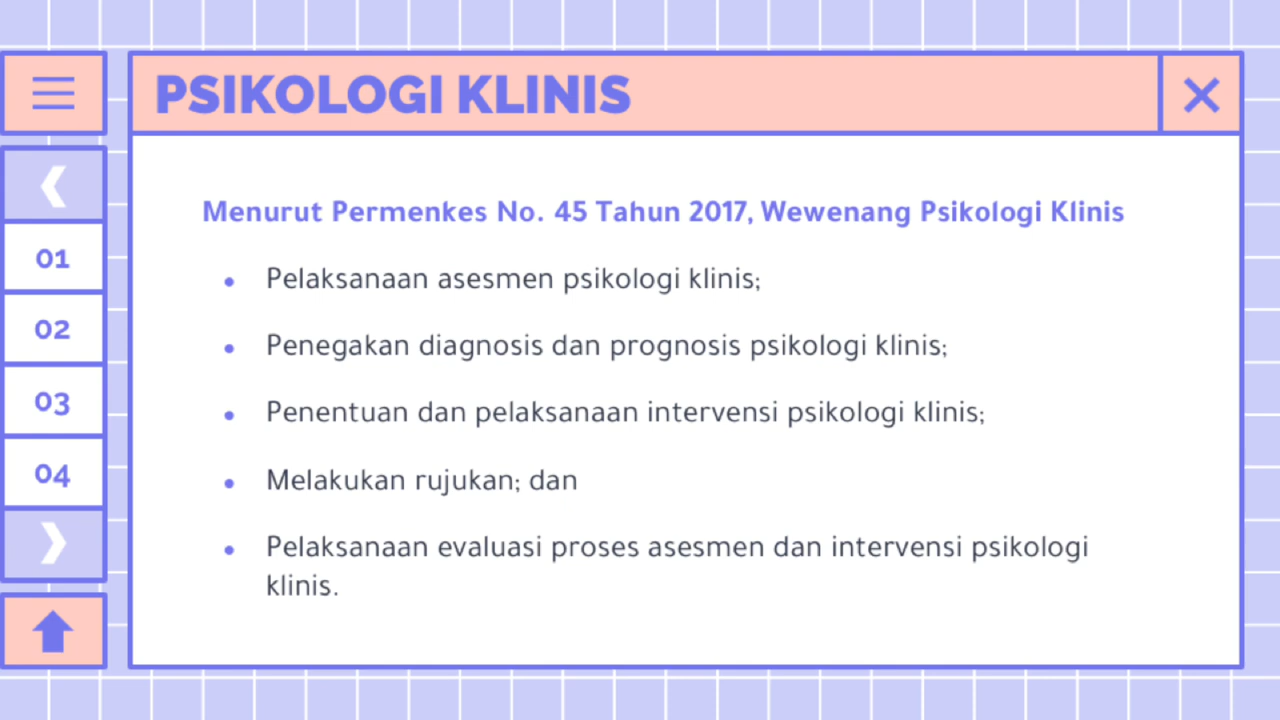 PSIKOLOGI KLINIS
01
02
03
04
Menurut Permenkes No. 45 Tahun 2017, Wewenang Psikologi Klinis
• Pelaksanaan asesmen psikologi klinis;
• Penegakan diagnosis dan prognosis psikologi klinis;
• Penentuan dan pelaksanaan intervensi psikologi klinis;
• Melakukan rujukan; dan
• Pelaksanaan evaluasi proses asesmen dan intervensi psikologi
klinis.